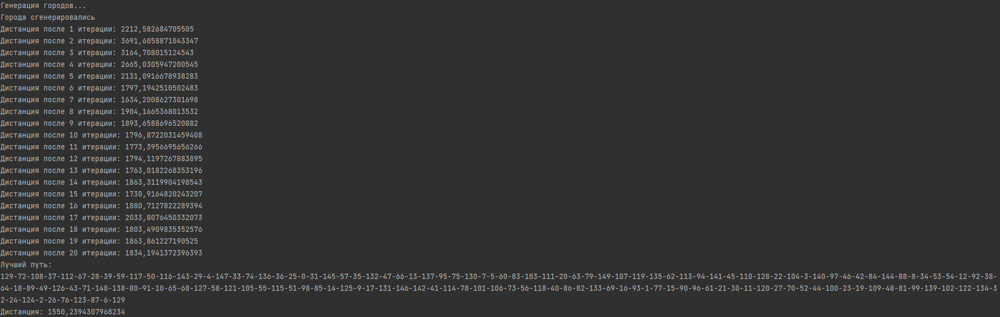 Генерация городов...
Города сгенерировались
Дистанция после 1 итерации: 2212,582684705505
Дистанция после 2 итерации: 3691,6058871043347
Дистанция после 3 итерации: 3164,708015124543
Дистанция после 4 итерации: 2665,0305947200545
Дистанция после 5 итерации: 2131,0916678938283
Дистанция после 6 итерации: 1797,1942510502483
Дистанция после 7 итерации: 1634,2008627301698
Дистанция после 8 итерации: 1904,1665368013532
Дистанция после 9 итерации: 1893,6588696520882
Дистанция после 10 итерации: 1796,8722031459408
Дистанция после 11 итерации: 1773,3956695656266
Дистанция после 12 итерации: 1794,1197267883895
Дистанция после 13 итерации: 1763,0182268353196
Дистанция после 14 итерации: 1863,3119904198543
Дистанция после 15 итерации: 1730,9164820243207
Дистанция после 16 итерации: 1880,7127822289394
Дистанция после 17 итерации: 2033,8076450332073
Дистанция после 18 итерации: 1803,4909835352576
Дистанция после 19 итерации: 1863,861227190525
Дистанция после 20 итерации: 1834,1941372396393
Лучший путь:
129-72-108-37-112-67-28-39-59-117-50-116-143-29-4-147-33-74-136-36-25-0-31-145-57-35-132-47-66-13-137-95-75-130-7-5-60-83-103-111-20-63-79-149-107-119-135-62-113-94-141-45-110-128-22-104-3-140-97-46-42-84-144-88-8-34-53-54-12-92-38-
64-18-89-49-126-43-71-148-138-80-91-10-65-68-127-58-121-105-55-115-51-98-85-14-125-9-17-131-146-142-41-114-78-101-106-73-56-118-40-86-82-133-69-16-93-1-77-15-90-96-61-21-30-11-120-27-70-52-44-100-23-19-109-48-81-99-139-102-122-134-3
2-24-124-2-26-76-123-87-6-129
Дистанция: 1550,2394307968234